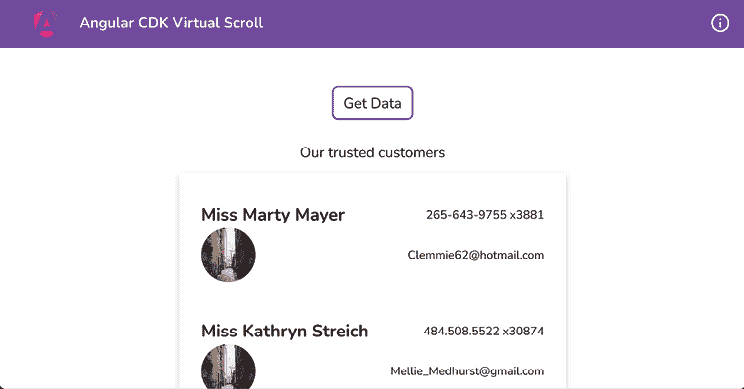 Angular CDK Virtual Scroll
Get Data
Our trusted customers
Miss Marty Mayer 265-643-9755 x3881
Clemmie62@hotmail.com
Miss Kathryn Streich 484.508.5522 x30874
Mellie_Medhurst@gmail.com